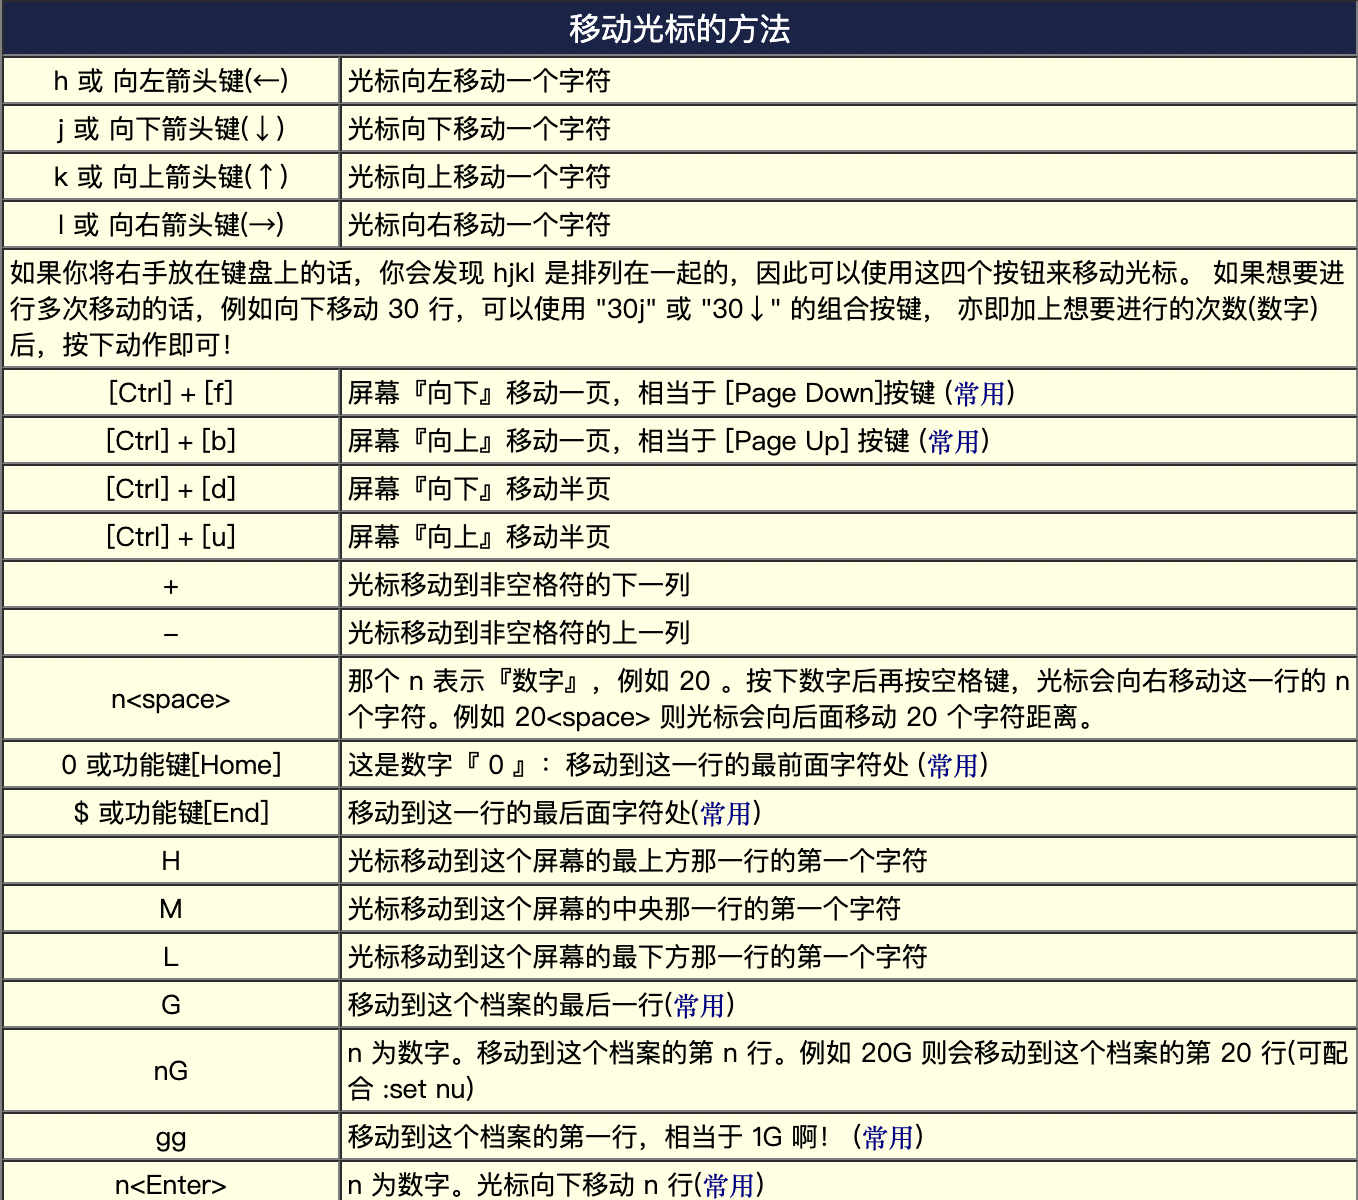 移动光标的方法
h 或 向左箭头键(←)
光标向左移动一个字符
j 或 向下箭头键(↓)
光标向下移动一个字符
k 或 向上箭头键(↑)
光标向上移动一个字符
l 或 向右箭头键(→)
光标向右移动一个字符
如果你将右手放在键盘上的话，你会发现 hjkl 是排列在一起的，因此可以使用这四个按钮来移动光标。 如果想要进
行多次移动的话，例如向下移动 30 行，可以使用 "30j" 或 "30↓" 的组合按键， 亦即加上想要进行的次数(数字)
后，按下动作即可！
[Ctrl] + [f]
屏幕『向下』移动一页，相当于 [Page Down]按键 (常用)
[Ctrl] + [b]
屏幕『向上』移动一页，相当于 [Page Up] 按键 (常用)
[Ctrl] + [d]
屏幕『向下』移动半页
[Ctrl] + [u]
屏幕『向上』移动半页
+
光标移动到非空格符的下一列
–
光标移动到非空格符的上一列
n<space>
那个 n 表示『数字』，例如 20 。按下数字后再按空格键，光标会向右移动这一行的 n
个字符。例如 20<space> 则光标会向后面移动 20 个字符距离。
0 或功能键[Home]
这是数字『 0 』：移动到这一行的最前面字符处 (常用)
$ 或功能键[End]
移动到这一行的最后面字符处(常用)
H
光标移动到这个屏幕的最上方那一行的第一个字符
M
光标移动到这个屏幕的中央那一行的第一个字符
L
光标移动到这个屏幕的最下方那一行的第一个字符
G
移动到这个档案的最后一行(常用)
nG
n 为数字。移动到这个档案的第 n 行。例如 20G 则会移动到这个档案的第 20 行(可配
合 :set nu)
gg
移动到这个档案的第一行，相当于 1G 啊！ (常用)
n<Enter>
n 为数字。光标向下移动 n 行(常用)